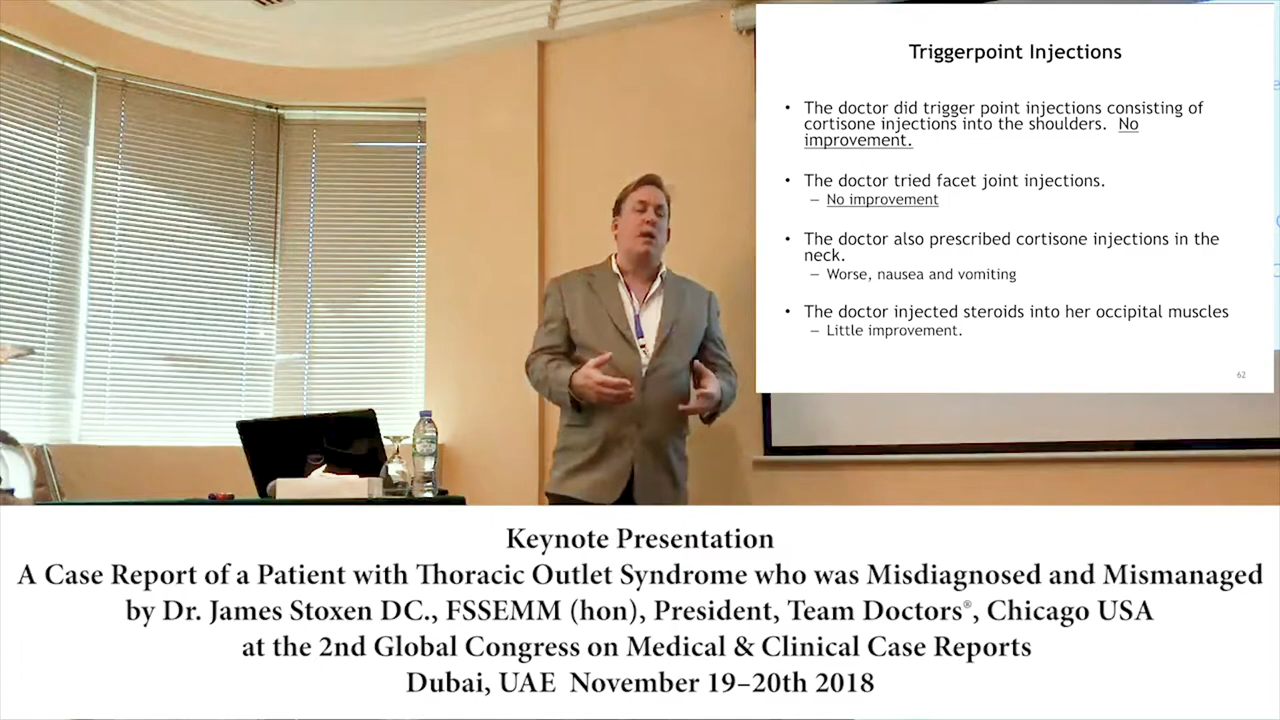 Triggerpoint Injections
• The doctor did trigger point injections consisting of
cortisone injections into the shoulders. No
improvement.
• The doctor tried facet joint injections.
– No improvement
• The doctor also prescribed cortisone injections in the
neck.
– Worse, nausea and vomiting
• The doctor injected steroids into her occipital muscles
– Little improvement.
62
Keynote Presentation
A Case Report of a Patient with Thoracic Outlet Syndrome who was Misdiagnosed and Mismanaged
by Dr. James Stoxen DC., FSSEMM (hon), President, Team Doctors®, Chicago USA
at the 2nd Global Congress on Medical & Clinical Case Reports
Dubai, UAE November 19–20th 2018